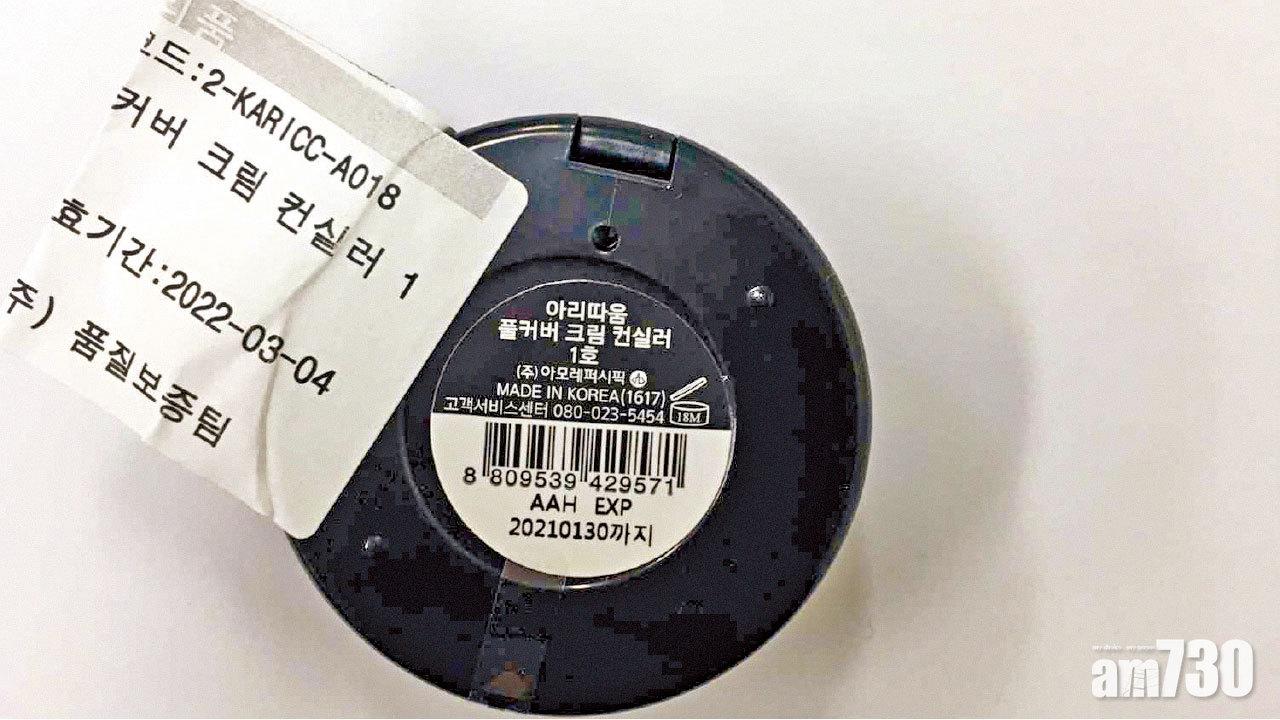 품
코드:2-KARICC-A018
커버 크림 컨실러 1
효기간:2022-03-04
주) 품질보증팀
아리따움
풀커버 크림 컨실러
1호
(주)아모레퍼시픽
MADE IN KOREA(1617)
고객서비스센터 080-023-5454
18M
8 809539 429571
AAH EXP
20210130까지
am730